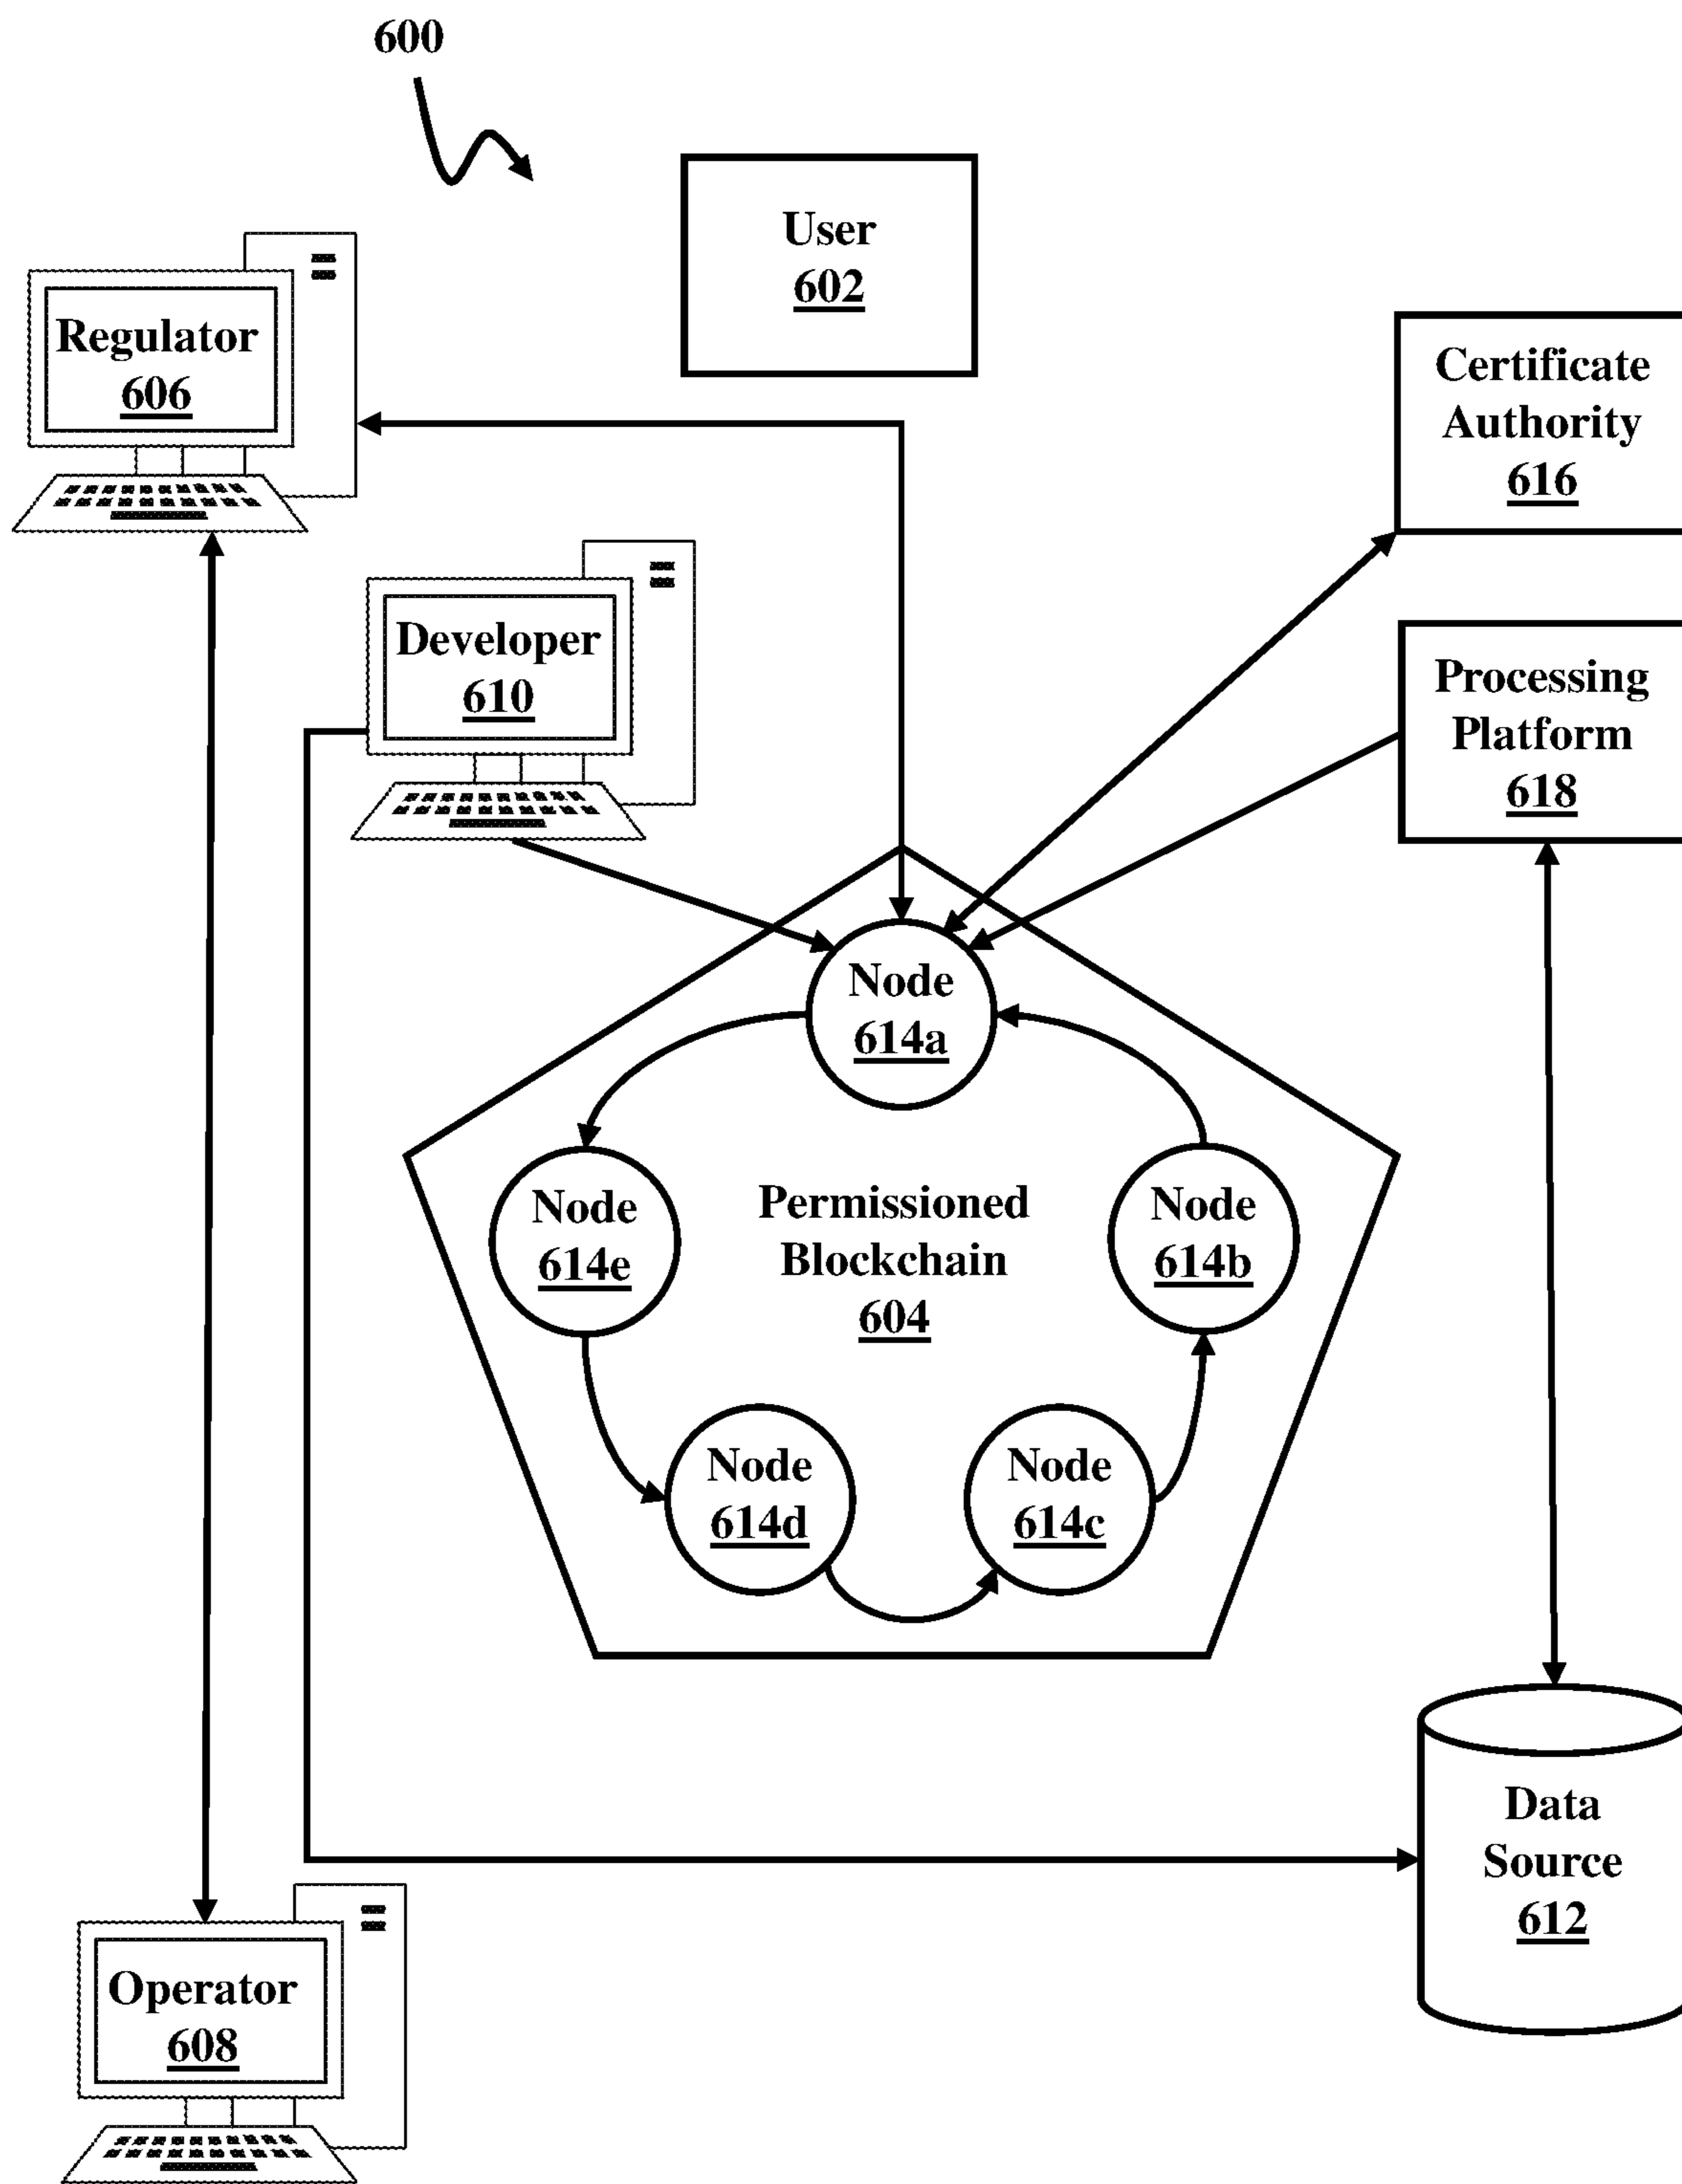 600
User
602
Regulator
606
Certificate
Authority
616
Developer
610
Processing
Platform
618
Node
614a
Node
614e
Permissioned
Blockchain
604
Node
614b
Node
614d
Node
614c
Data
Source
612
Operator
608